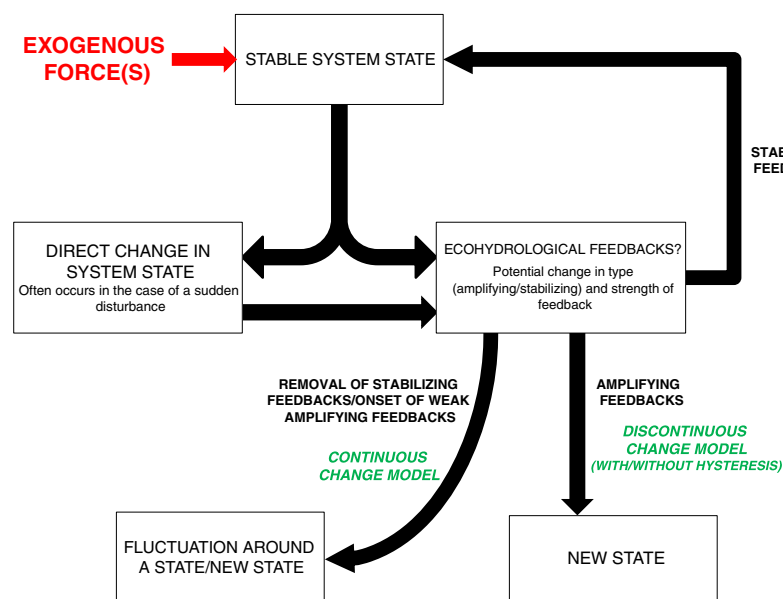 EXOGENOUS
FORCE(S)
STABLE SYSTEM STATE
DIRECT CHANGE IN
SYSTEM STATE
Often occurs in the case of a sudden
disturbance
ECOHYDROLOGICAL FEEDBACKS?
Potential change in type
(amplifying/stabilizing) and strength of
feedback
REMOVAL OF STABILIZING
FEEDBACKS/ONSET OF WEAK
AMPLIFYING FEEDBACKS
CONTINUOUS
CHANGE MODEL
AMPLIFYING
FEEDBACKS
DISCONTINUOUS
CHANGE MODEL
(WITH/WITHOUT HYSTERESIS)
FLUCTUATION AROUND
A STATE/NEW STATE
NEW STATE